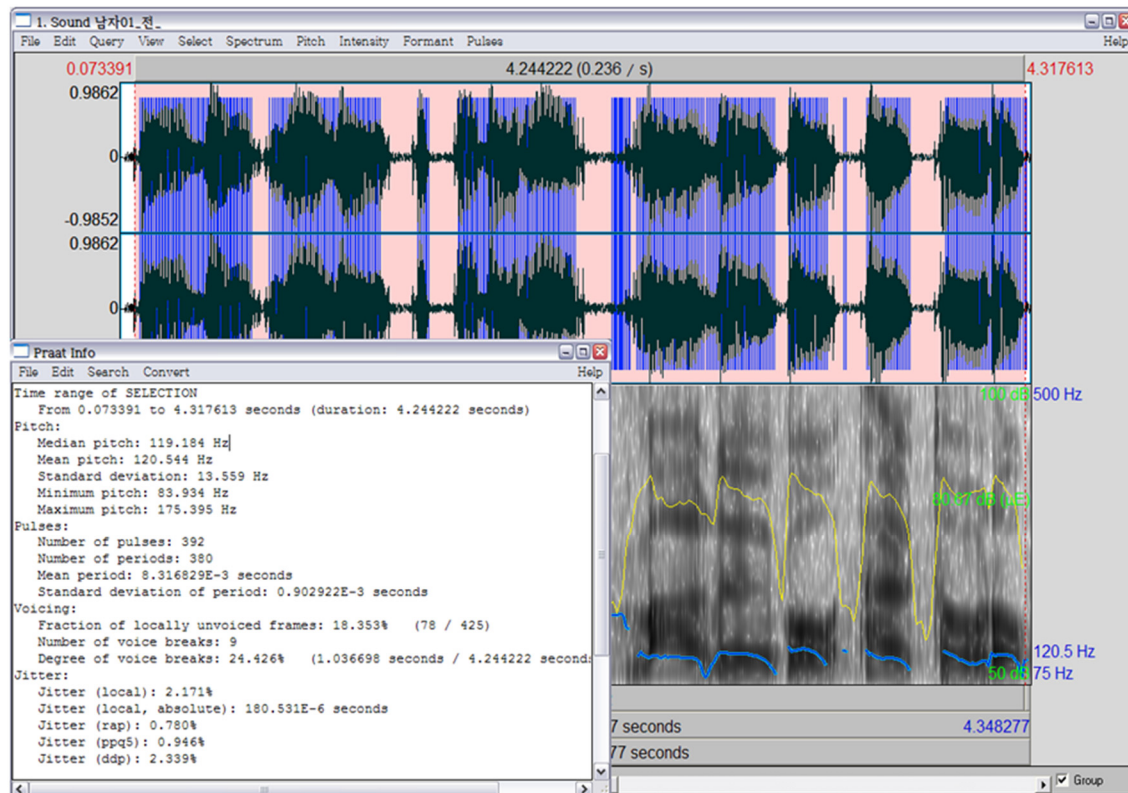 1. Sound 남자01_전_
File Edit Query View Select Spectrum Pitch Intensity Formant Pulses Help
0.073391 4.244222 (0.236 / s) 4.317613
0.9862
0
-0.9852
0.9862
0
Praat Info
File Edit Search Convert Help
Time range of SELECTION
From 0.073391 to 4.317613 seconds (duration: 4.244222 seconds)
Pitch:
Median pitch: 119.184 Hz
Mean pitch: 120.544 Hz
Standard deviation: 13.559 Hz
Minimum pitch: 83.934 Hz
Maximum pitch: 175.395 Hz
Pulses:
Number of pulses: 392
Number of periods: 380
Mean period: 8.316829E-3 seconds
Standard deviation of period: 0.902922E-3 seconds
Voicing:
Fraction of locally unvoiced frames: 18.353% (78 / 425)
Number of voice breaks: 9
Degree of voice breaks: 24.426% (1.036698 seconds / 4.244222 second
Jitter:
Jitter (local): 2.171%
Jitter (local, absolute): 180.531E-6 seconds
Jitter (rap): 0.780%
Jitter (ppq5): 0.946%
Jitter (ddp): 2.339%
100 dB 500 Hz
80.87 dB (µE)
120.5 Hz
50 dB 75 Hz
7 seconds 4.348277
77 seconds
Group